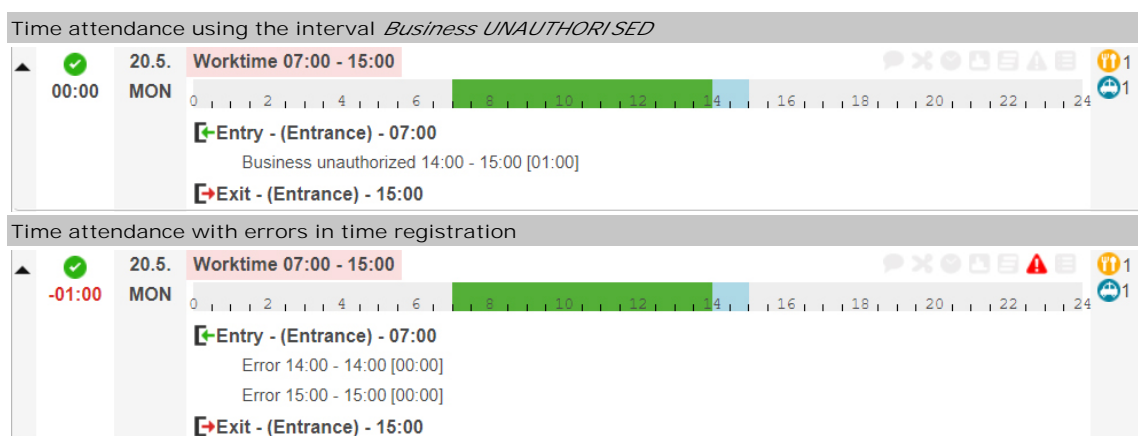 Time attendance using the interval Business UNAUTHORISED
20.5. Worktime 07:00 - 15:00 1
00:00 MON 0 2 4 6 8 10 12 14 16 18 20 22 24 1
Entry - (Entrance) - 07:00
Business unauthorized 14:00 - 15:00 [01:00]
Exit - (Entrance) - 15:00
Time attendance with errors in time registration
20.5. Worktime 07:00 - 15:00 1
-01:00 MON 0 2 4 6 8 10 12 14 16 18 20 22 24 1
Entry - (Entrance) - 07:00
Error 14:00 - 14:00 [00:00]
Error 15:00 - 15:00 [00:00]
Exit - (Entrance) - 15:00